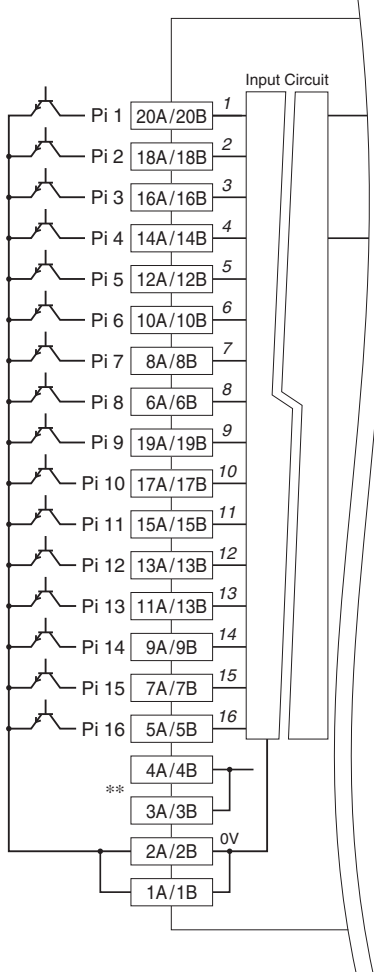 Input Circuit
Pi 1 20A/20B 1
Pi 2 18A/18B 2
Pi 3 16A/16B 3
Pi 4 14A/14B 4
Pi 5 12A/12B 5
Pi 6 10A/10B 6
Pi 7 8A/8B 7
Pi 8 6A/6B 8
Pi 9 19A/19B 9
Pi 10 17A/17B 10
Pi 11 15A/15B 11
Pi 12 13A/13B 12
Pi 13 11A/13B 13
Pi 14 9A/9B 14
Pi 15 7A/7B 15
Pi 16 5A/5B 16
4A/4B
**
3A/3B
2A/2B 0V
1A/1B